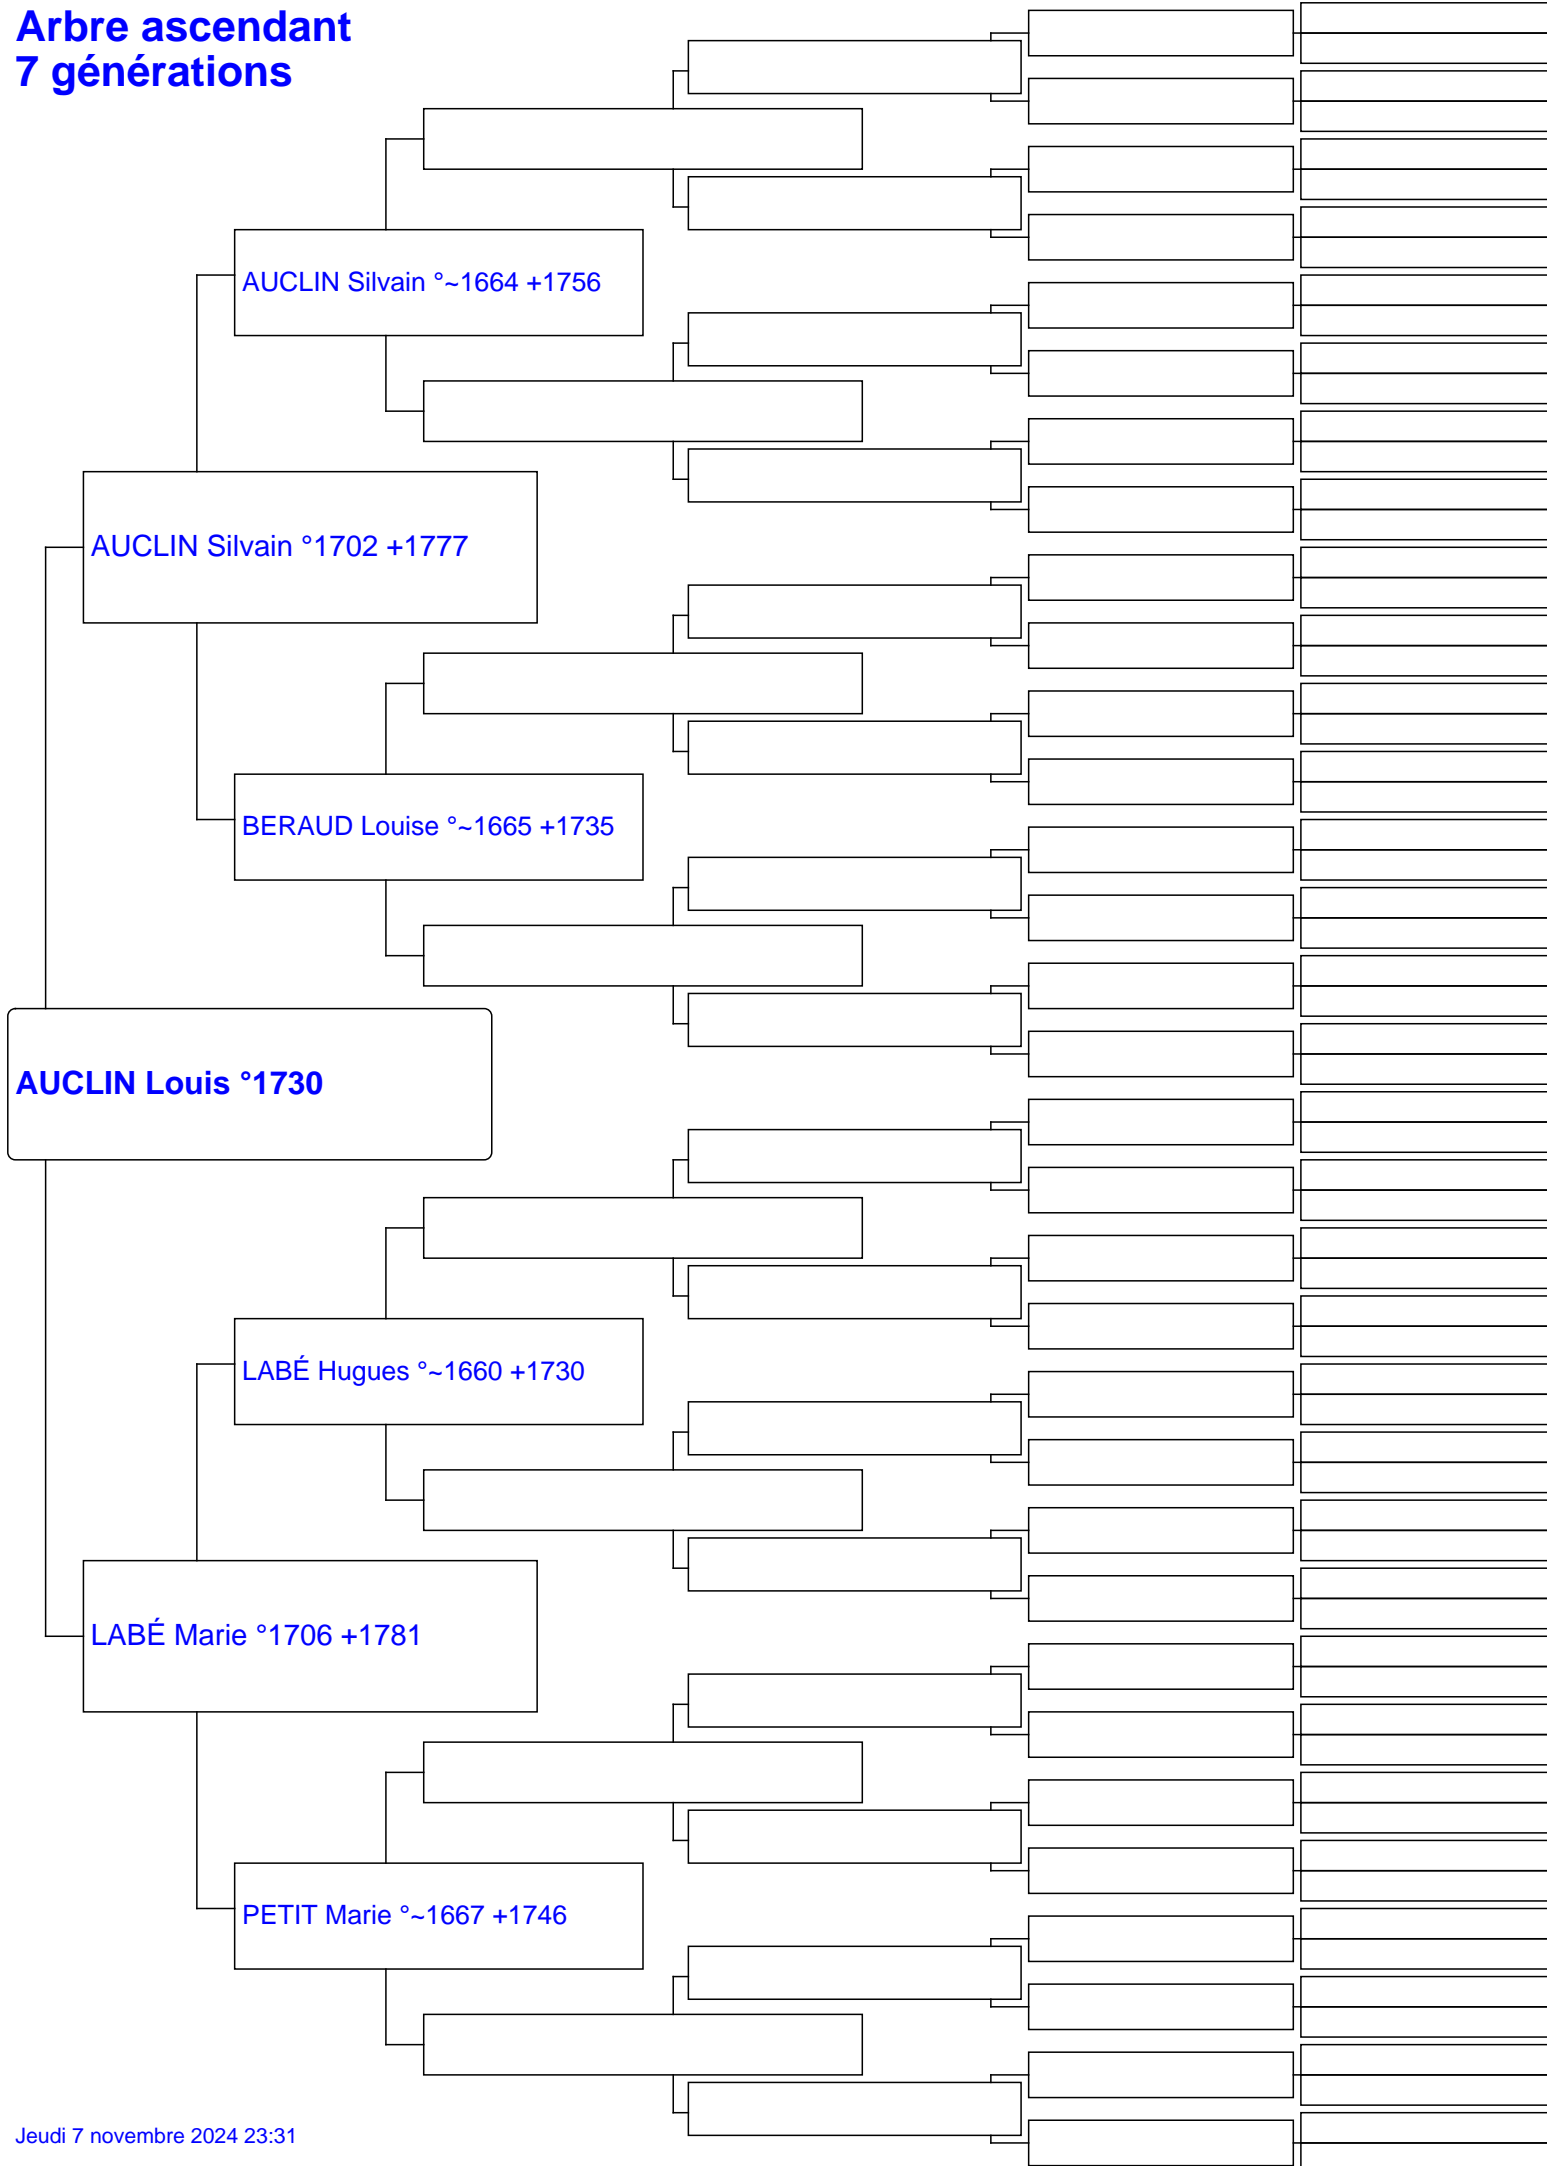 Arbre ascendant
7 générations
AUCLIN Silvain °~1664 +1756
AUCLIN Silvain °1702 +1777
BERAUD Louise °~1665 +1735
AUCLIN Louis °1730
LABÉ Hugues °~1660 +1730
LABÉ Marie °1706 +1781
PETIT Marie °~1667 +1746
Jeudi 7 novembre 2024 23:31